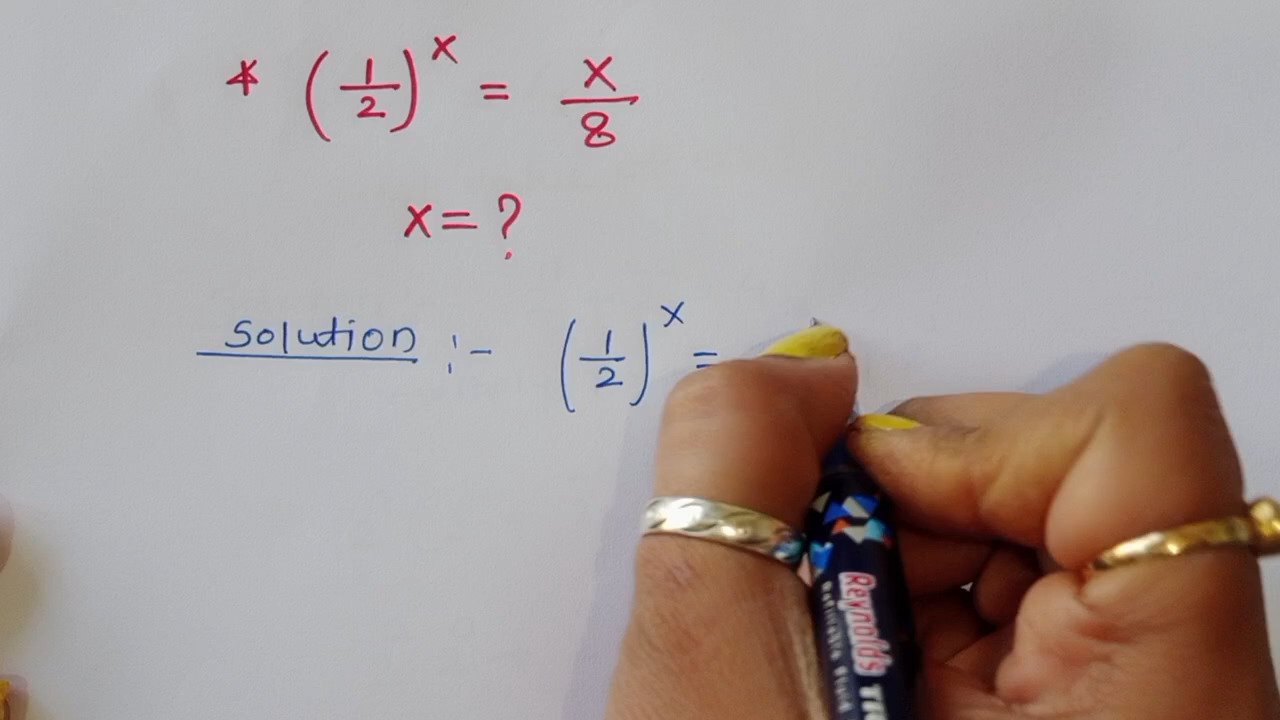 * (1/2)^x = x/8
x = ?
Solution :- (1/2)^x =
Reynolds